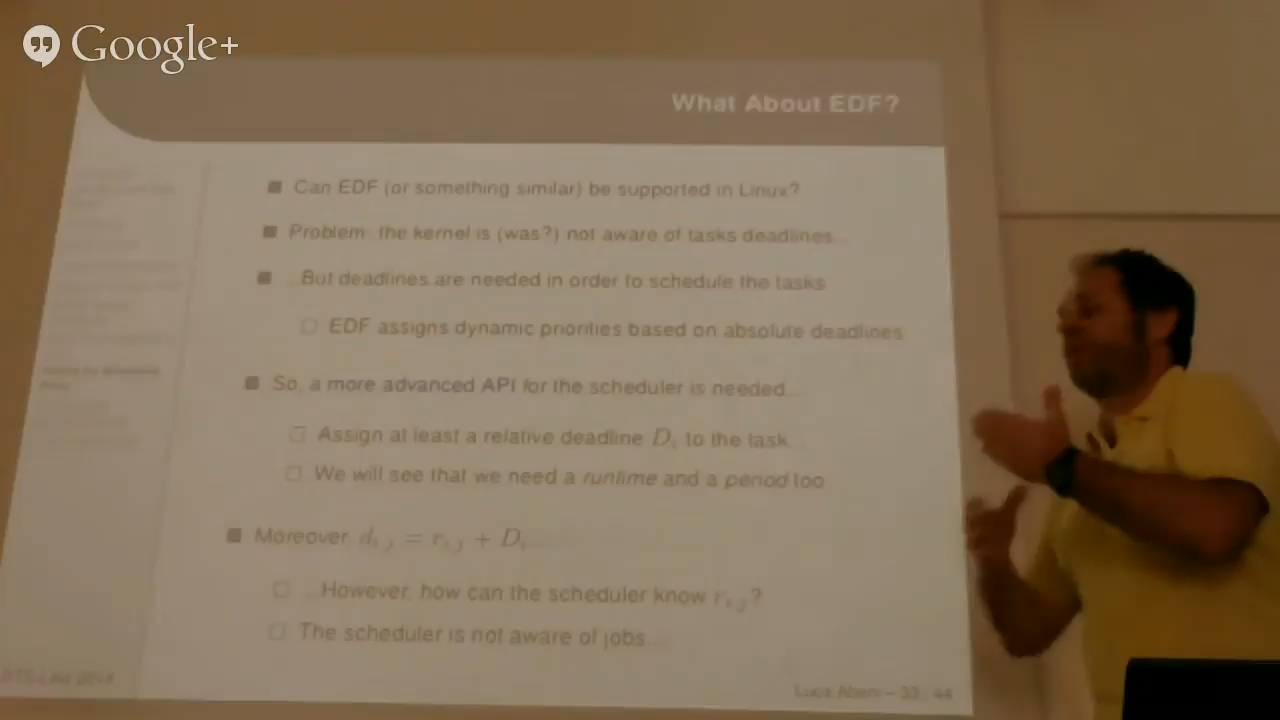 Google+
What About EDF?
Can EDF (or something similar) be supported in Linux?
Problem: the kernel is (was?) not aware of tasks deadlines...
...But deadlines are needed in order to schedule the tasks
EDF assigns dynamic priorities based on absolute deadlines
So, a more advanced API for the scheduler is needed...
Assign at least a relative deadline Dᵢ to the task...
We will see that we need a runtime and a period too
Moreover, dᵢ,ⱼ = rᵢ,ⱼ + Dᵢ...
...However, how can the scheduler know rᵢ,ⱼ?
The scheduler is not aware of jobs...
Luca Abeni – 33 / 44